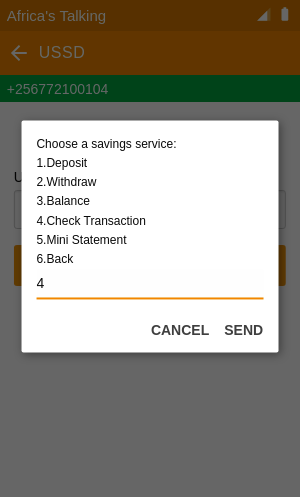 Africa's Talking
USSD
+256772100104
Choose a savings service:
1.Deposit
2.Withdraw
3.Balance
4.Check Transaction
5.Mini Statement
6.Back
4
CANCEL SEND